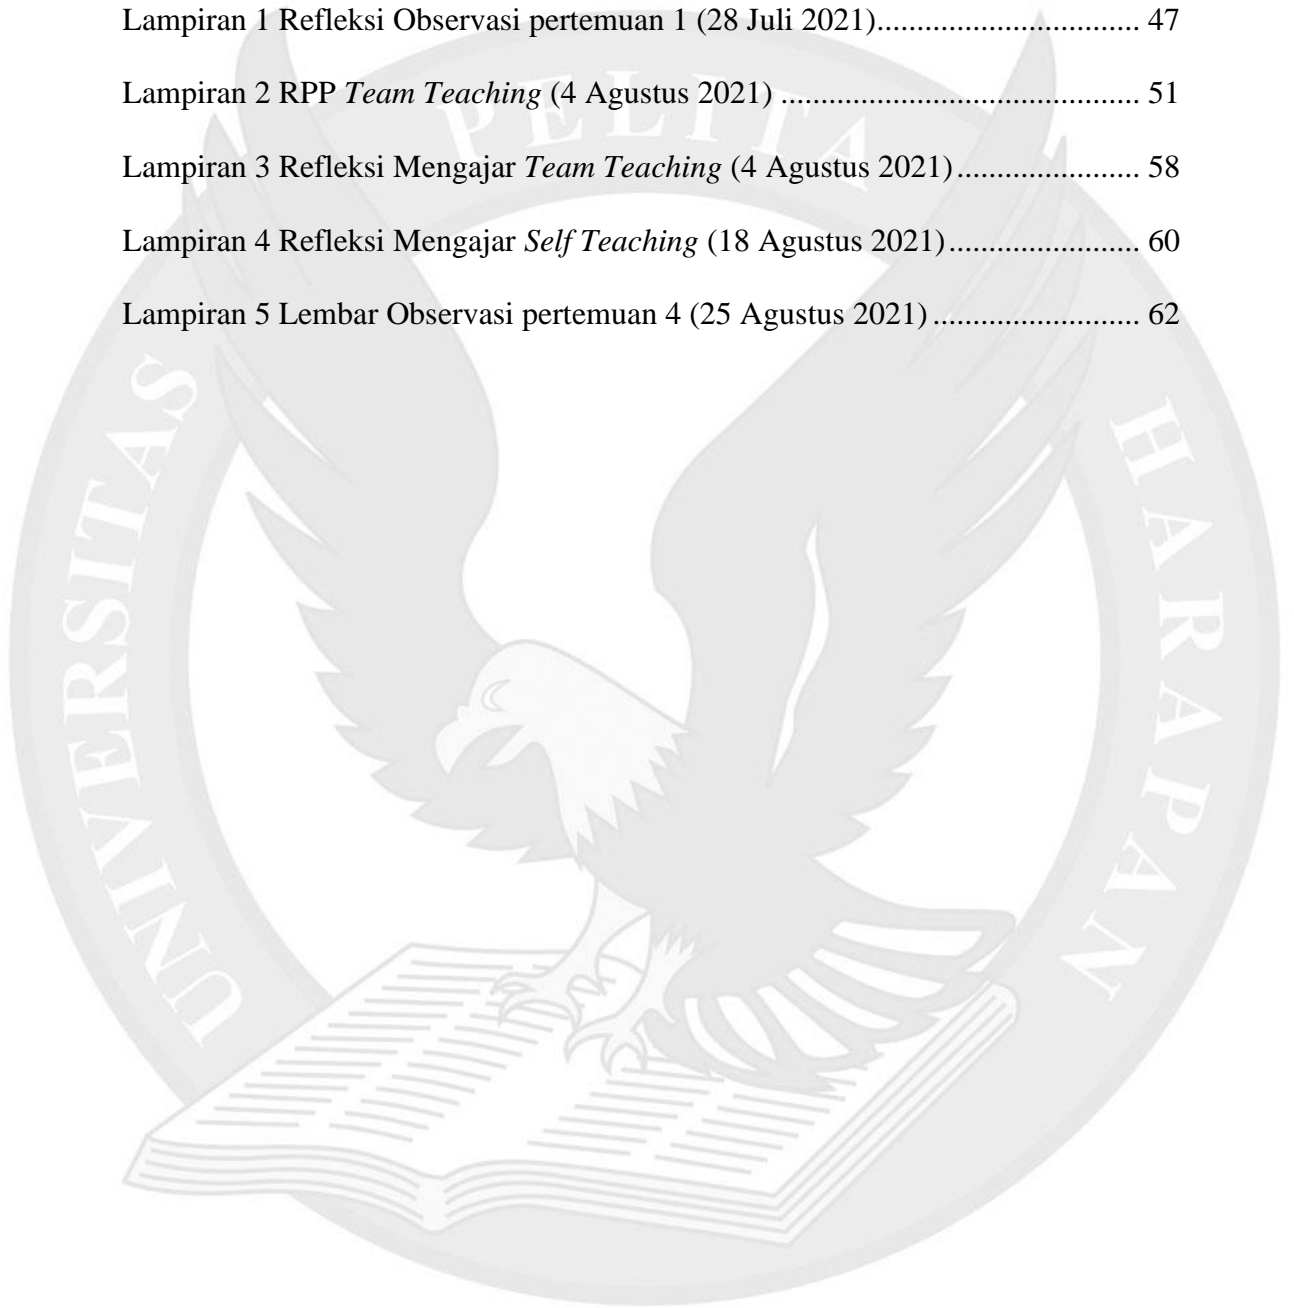 Lampiran 1 Refleksi Observasi pertemuan 1 (28 Juli 2021)................................. 47
Lampiran 2 RPP Team Teaching (4 Agustus 2021) ............................................. 51
Lampiran 3 Refleksi Mengajar Team Teaching (4 Agustus 2021)....................... 58
Lampiran 4 Refleksi Mengajar Self Teaching (18 Agustus 2021)........................ 60
Lampiran 5 Lembar Observasi pertemuan 4 (25 Agustus 2021).......................... 62
UNIVERSITAS PELITA HARAPAN